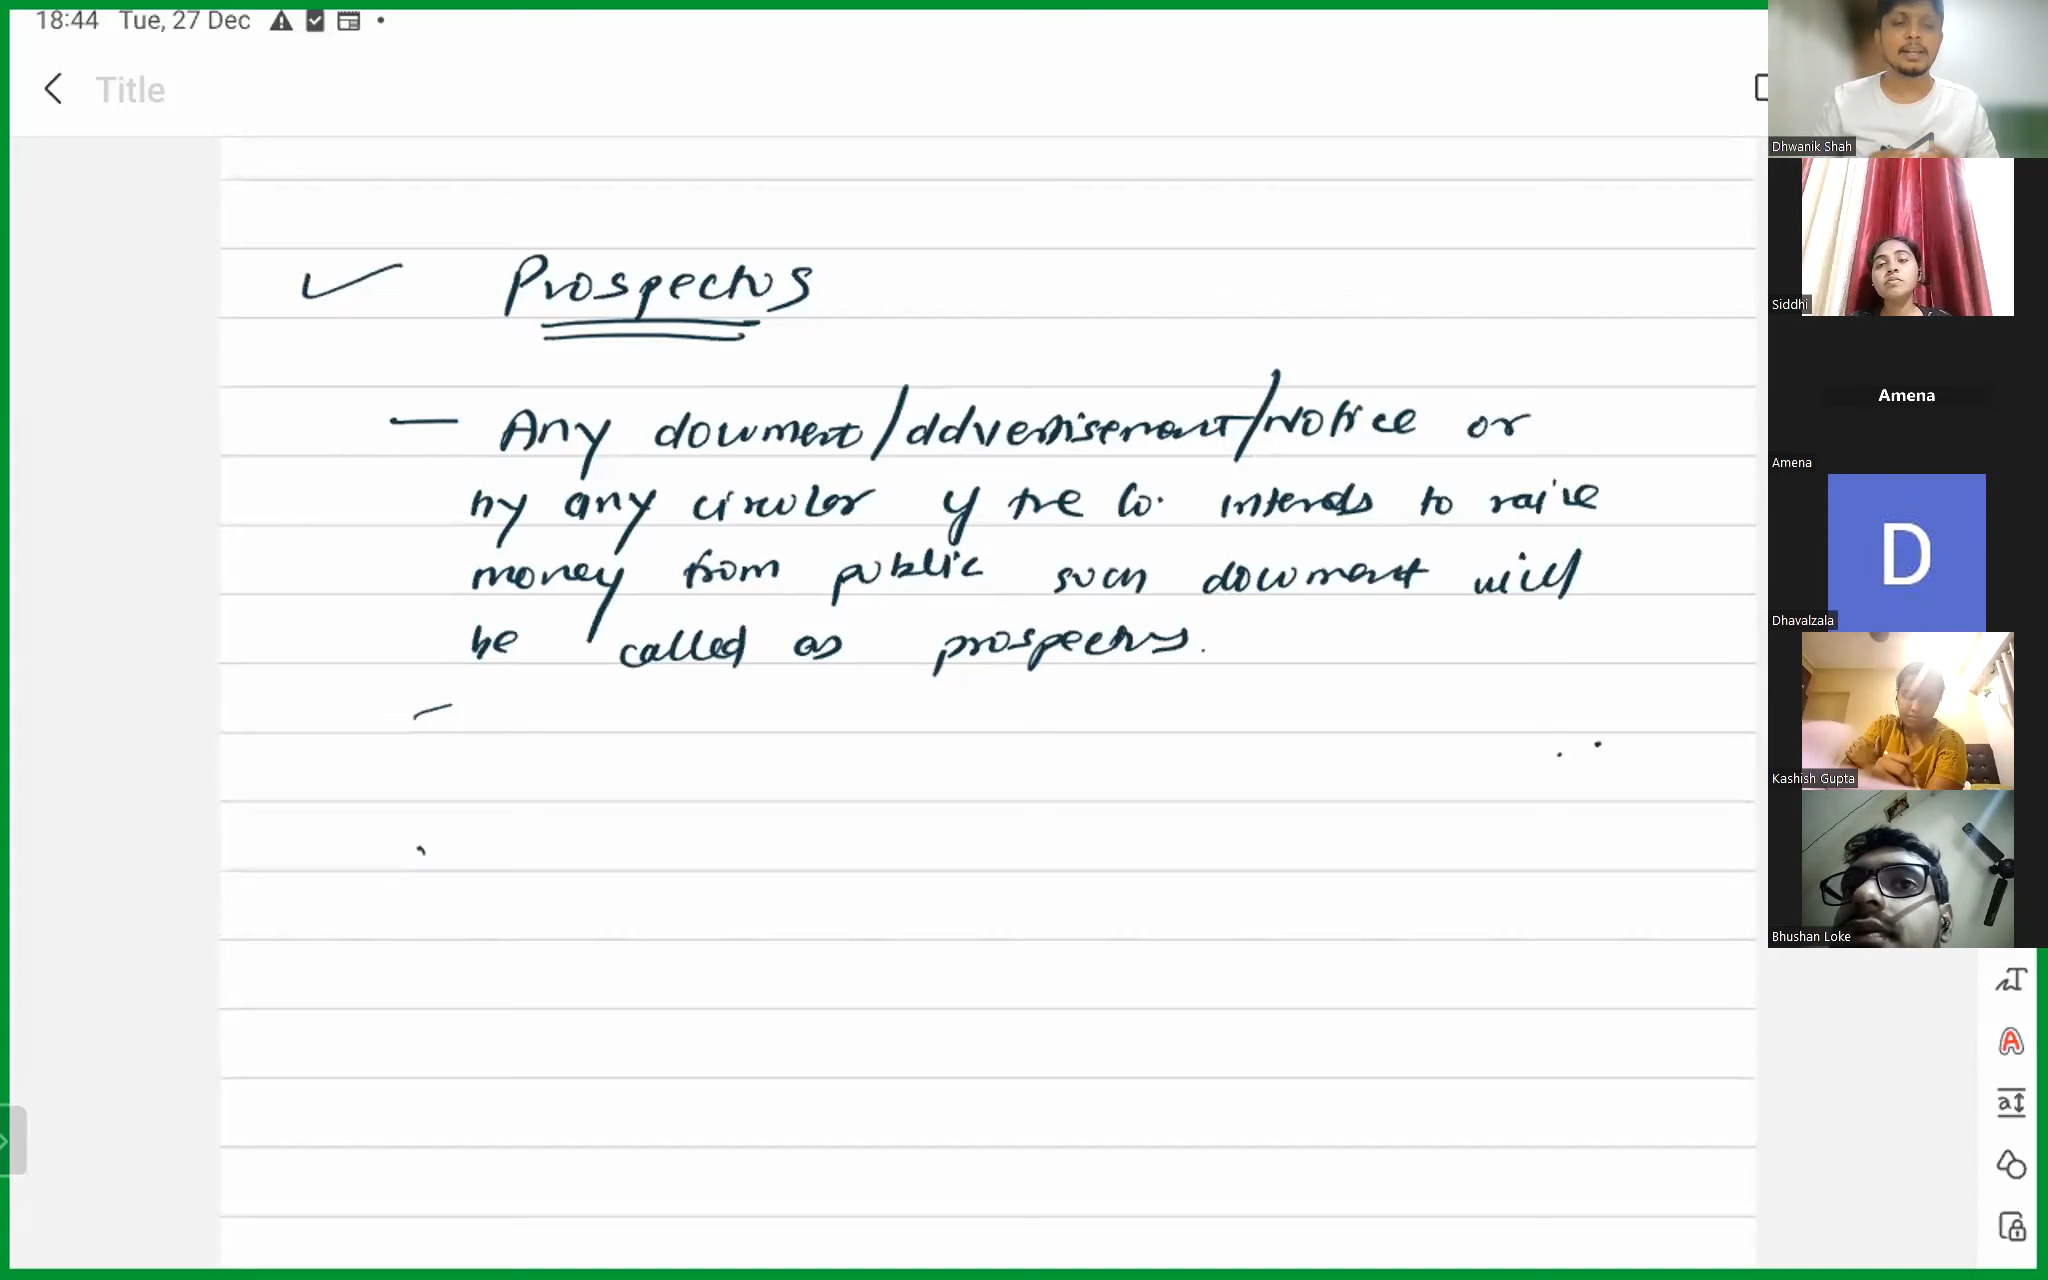 18:44 Tue, 27 Dec
Title
Prospectus
— Any document/advertisement/Notice or
by any circular if the Co. intends to raise
money from public such document will
be called as prospectus.
Dhwanik Shah
Siddhi
Amena
Amena
D
Dhavalzala
Kashish Gupta
Bhushan Loke